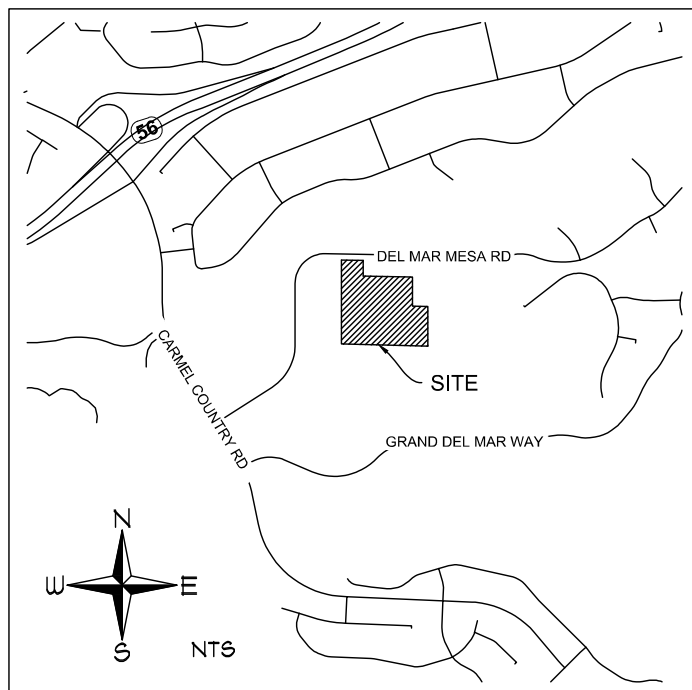 56
DEL MAR MESA RD
CARMEL COUNTRY RD
SITE
GRAND DEL MAR WAY
N
W
E
S
NTS